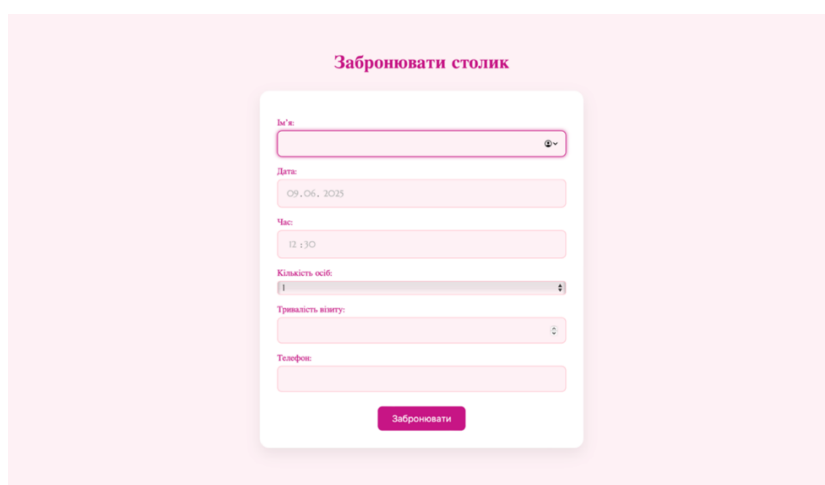 Забронювати столик
Ім'я:
Дата:
09.06.2025
Час:
12:30
Кількість осіб:
1
Тривалість візиту:
Телефон:
Забронювати